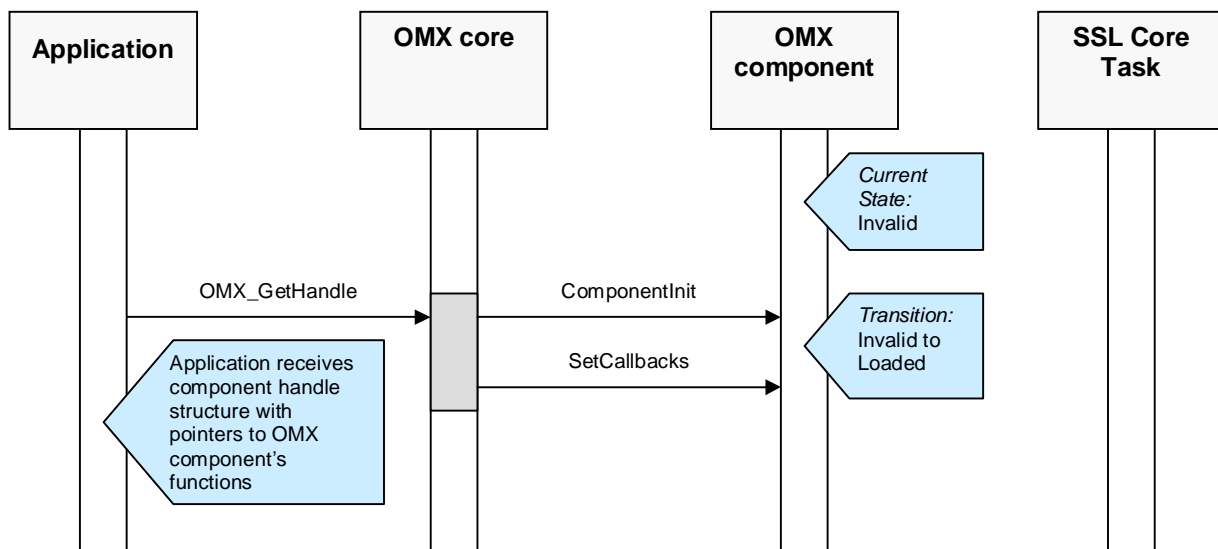 Application
OMX core
OMX
component
SSL Core
Task
Current
State:
Invalid
OMX_GetHandle
ComponentInit
Transition:
Invalid to
Loaded
SetCallbacks
Application receives
component handle
structure with
pointers to OMX
component’s
functions